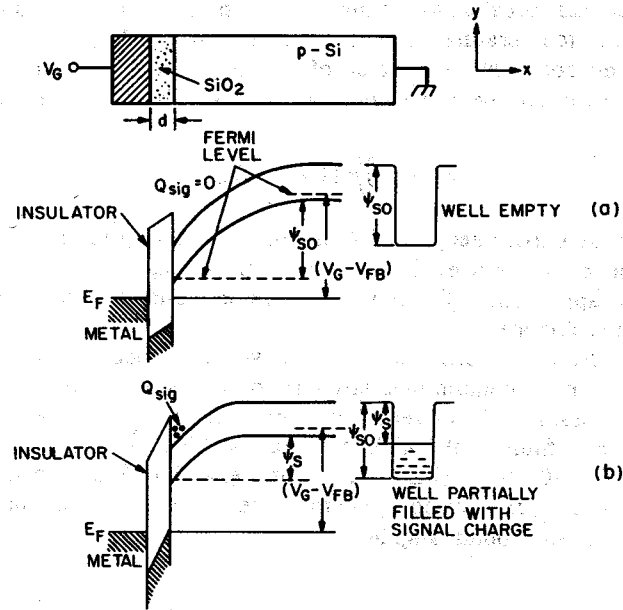 y
x
p-Si
V_G
SiO₂
d
FERMI
LEVEL
Q_sig = 0
INSULATOR
ψ_SO
(V_G-V_FB)
E_F
METAL
ψ_SO
WELL EMPTY
(a)
Q_sig
INSULATOR
ψ_S
(V_G-V_FB)
E_F
METAL
ψ_SO
ψ_S
WELL PARTIALLY
FILLED WITH
SIGNAL CHARGE
(b)